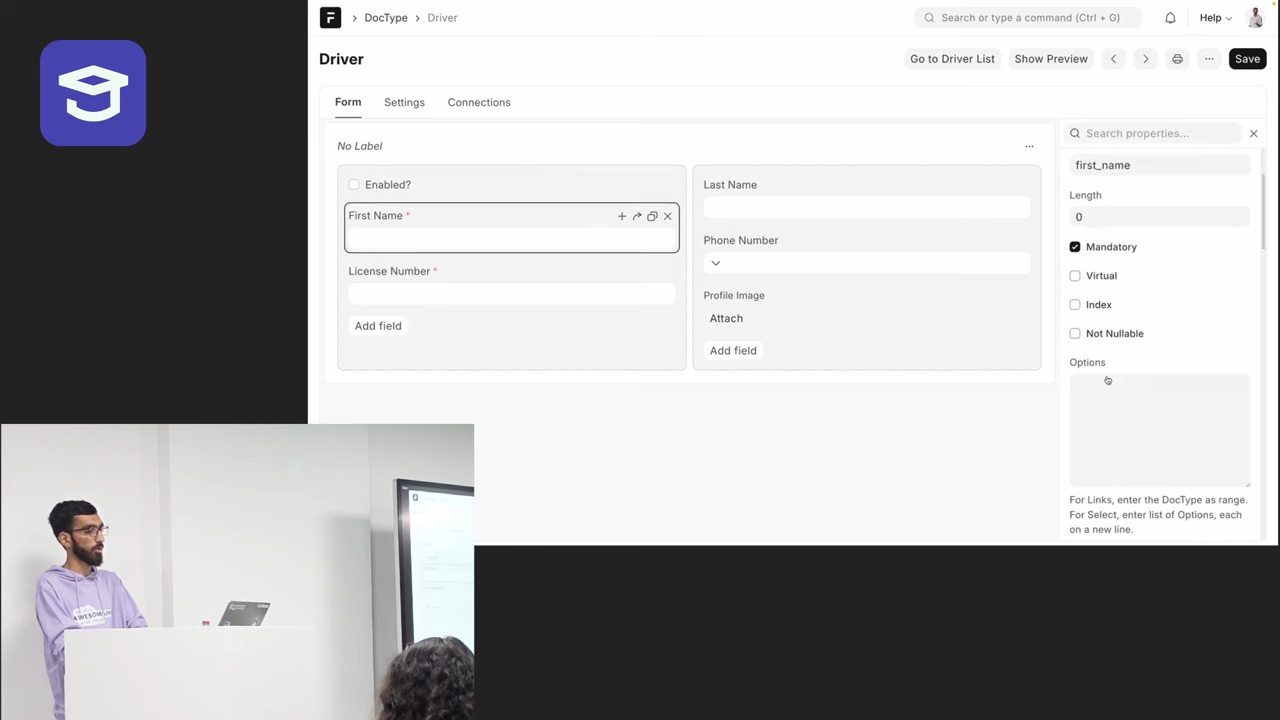 F > DocType > Driver
Search or type a command (Ctrl + G)
Help
Driver
Go to Driver List
Show Preview
Save
Form
Settings
Connections
No Label
Search properties...
first_name
Enabled?
Last Name
Length
0
First Name *
Phone Number
Mandatory
License Number *
Virtual
Profile Image
Index
Attach
Add field
Not Nullable
Add field
Options
For Links, enter the DocType as range.
For Select, enter list of Options, each
on a new line.
AWESOME